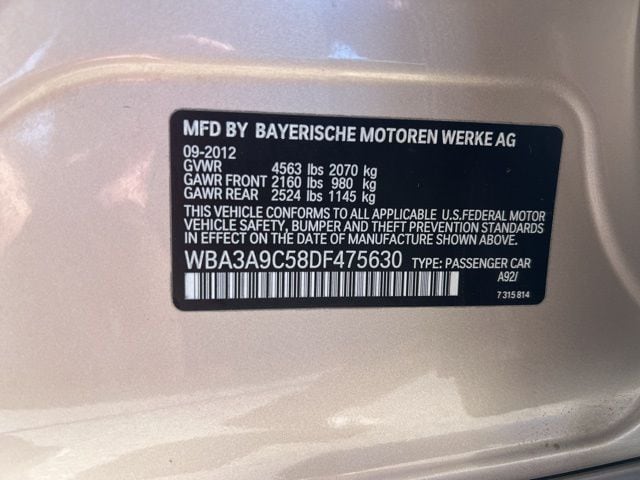 MFD BY BAYERISCHE MOTOREN WERKE AG
09-2012
GVWR 4563 lbs 2070 kg
GAWR FRONT 2160 lbs 980 kg
GAWR REAR 2524 lbs 1145 kg
THIS VEHICLE CONFORMS TO ALL APPLICABLE U.S.FEDERAL MOTOR
VEHICLE SAFETY, BUMPER AND THEFT PREVENTION STANDARDS
IN EFFECT ON THE DATE OF MANUFACTURE SHOWN ABOVE.
WBA3A9C58DF475630 TYPE: PASSENGER CAR
A92/
7 315 814